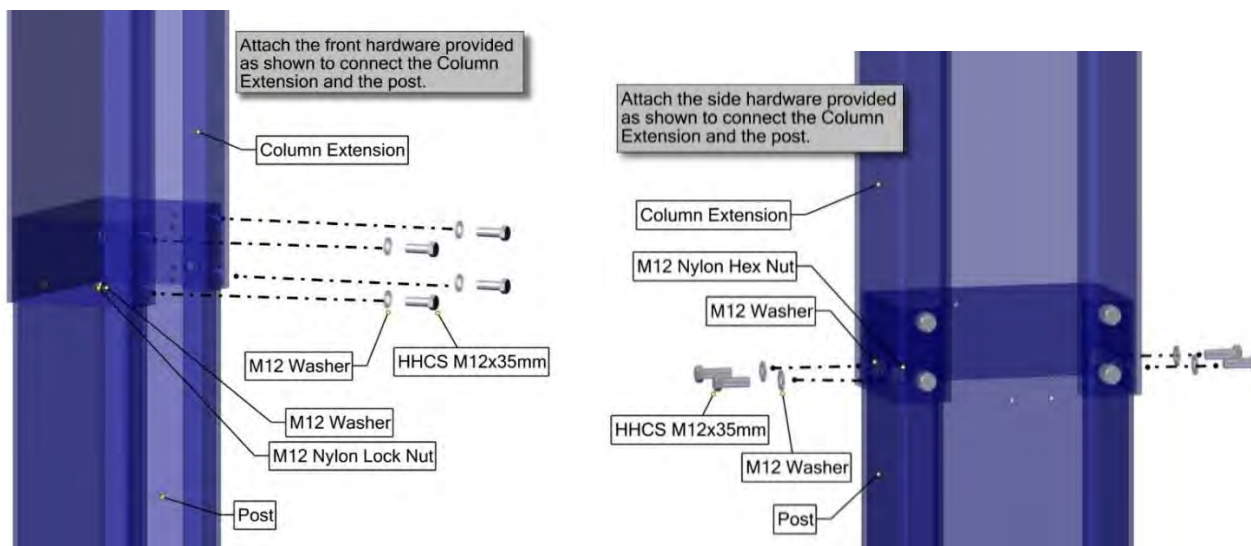 Attach the front hardware provided
as shown to connect the Column
Extension and the post.
Column Extension
M12 Washer
HHCS M12x35mm
M12 Washer
M12 Nylon Lock Nut
Post
Attach the side hardware provided
as shown to connect the Column
Extension and the post.
Column Extension
M12 Nylon Hex Nut
M12 Washer
HHCS M12x35mm
M12 Washer
Post